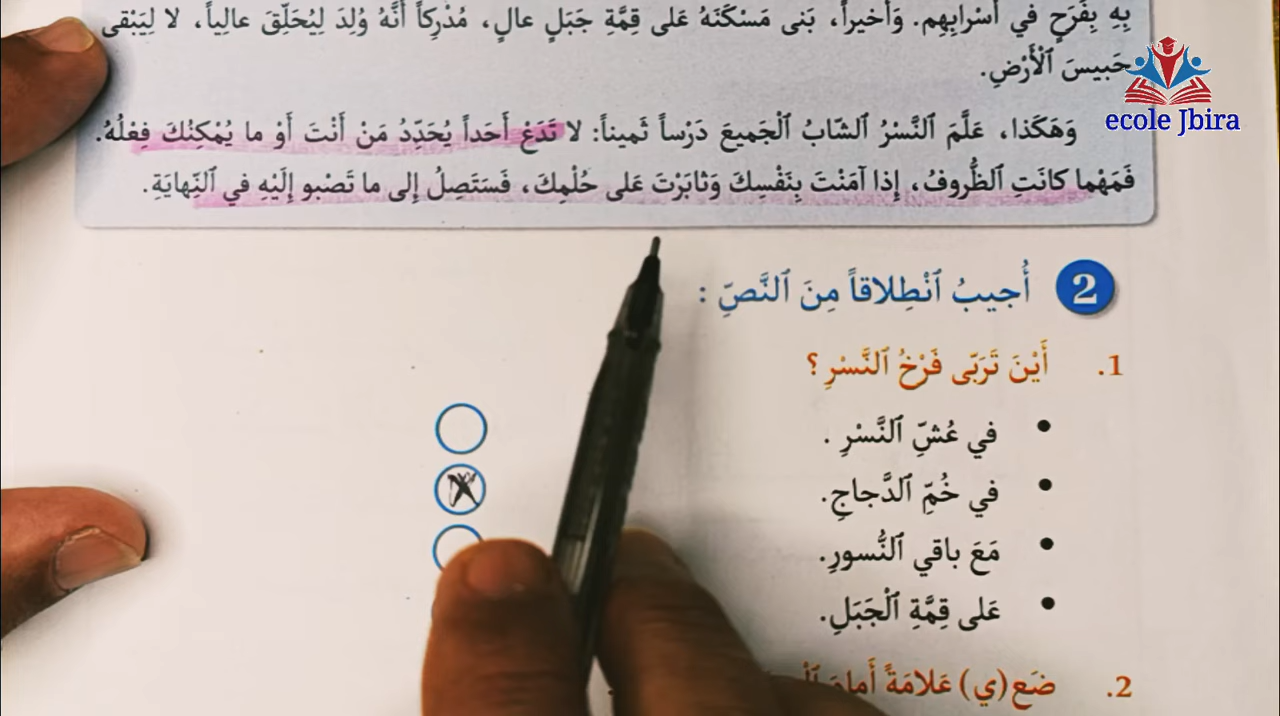 بِهِ بِفَرَحٍ في أَسْرابِهِم. وَأَخيراً، بَنى مَسْكَنَهُ عَلى قِمَّةِ جَبَلٍ عالٍ، مُدْرِكاً أَنَّهُ وُلِدَ لِيُحَلِّقَ عالِياً، لا لِيَبْقى
حَبيسَ ٱلْأَرْضِ.
ecole Jbira
وَهَكَذا، عَلَّمَ ٱلنَّسْرُ ٱلشّابُ ٱلْجَميعَ دَرْساً ثَميناً: لا تَدَعْ أَحداً يُحَدِّدُ مَنْ أَنْتَ أَوْ ما يُمْكِنُكَ فِعْلُهُ.
فَمَهْما كانَتِ ٱلظُّروفُ، إِذا آمَنْتَ بِنَفْسِكَ وَثابَرْتَ عَلى حُلْمِكَ، فَسَتَصِلُ إِلى ما تَصْبو إِلَيْهِ في ٱلنِّهايَةِ.
2 أُجيبُ ٱنْطِلاقاً مِنَ ٱلنَّصِّ :
1. أَيْنَ تَرَبّى فَرْخُ ٱلنَّسْرِ ؟
• في عُشِّ ٱلنَّسْرِ .
• في خُمِّ ٱلدَّجاجِ.
• مَعَ باقي ٱلنُّسورِ.
• عَلى قِمَّةِ ٱلْجَبَلِ.
2. ضَع(ي) عَلامَةً أَمامَ